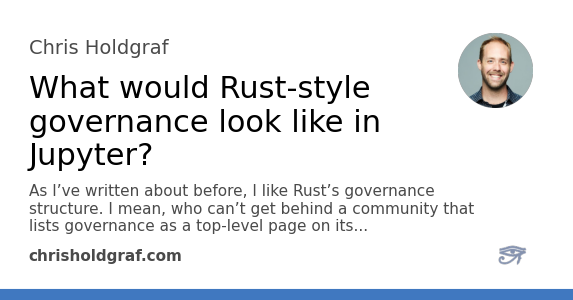 Chris Holdgraf
What would Rust-style
governance look like in
Jupyter?
As I’ve written about before, I like Rust’s governance
structure. I mean, who can’t get behind a community that
lists governance as a top-level page on its...
chrisholdgraf.com